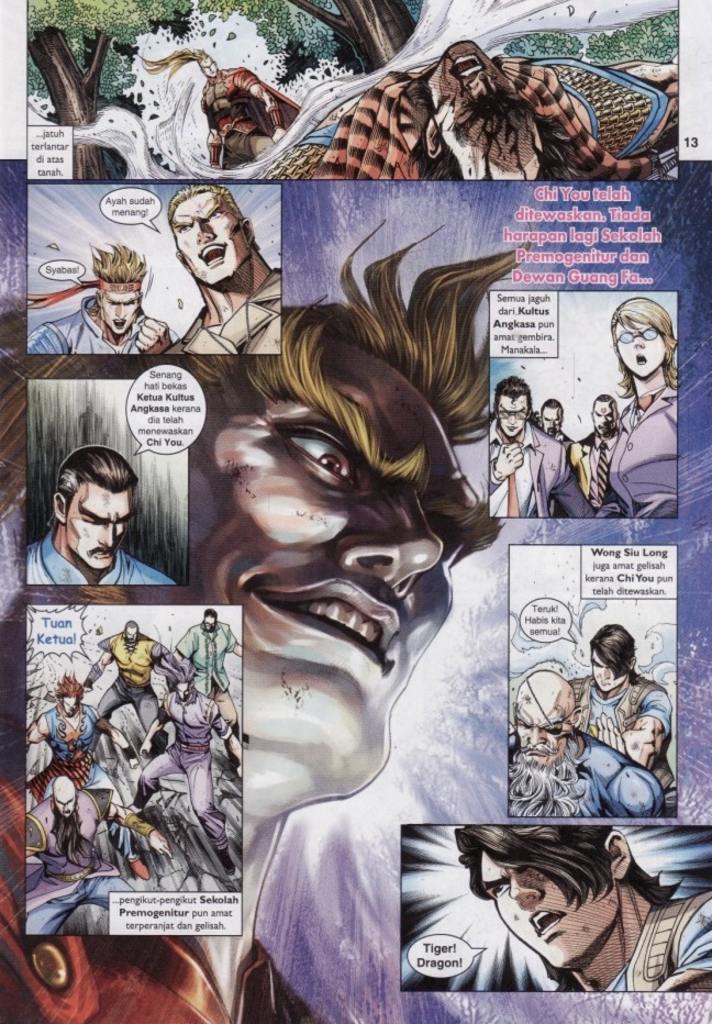 ...jatuh
terlantar
di atas
tanah.
13
Ayah sudah
menang!
Syabas!
Chi You telah
ditewaskan. Tiada
harapan lagi Sekolah
Premogenitur dan
Dewan Guang Fa...
Semua jaguh
dari Kultus
Angkasa pun
amat gembira.
Manakala...
Senang
hati bekas
Ketua Kultus
Angkasa kerana
dia telah
menewaskan
Chi You.
Wong Siu Long
juga amat gelisah
kerana Chi You pun
telah ditewaskan.
Teruk!
Habis kita
semua!
Tuan
Ketua!
...pengikut-pengikut Sekolah
Premogenitur pun amat
terperanjat dan gelisah.
Tiger!
Dragon!